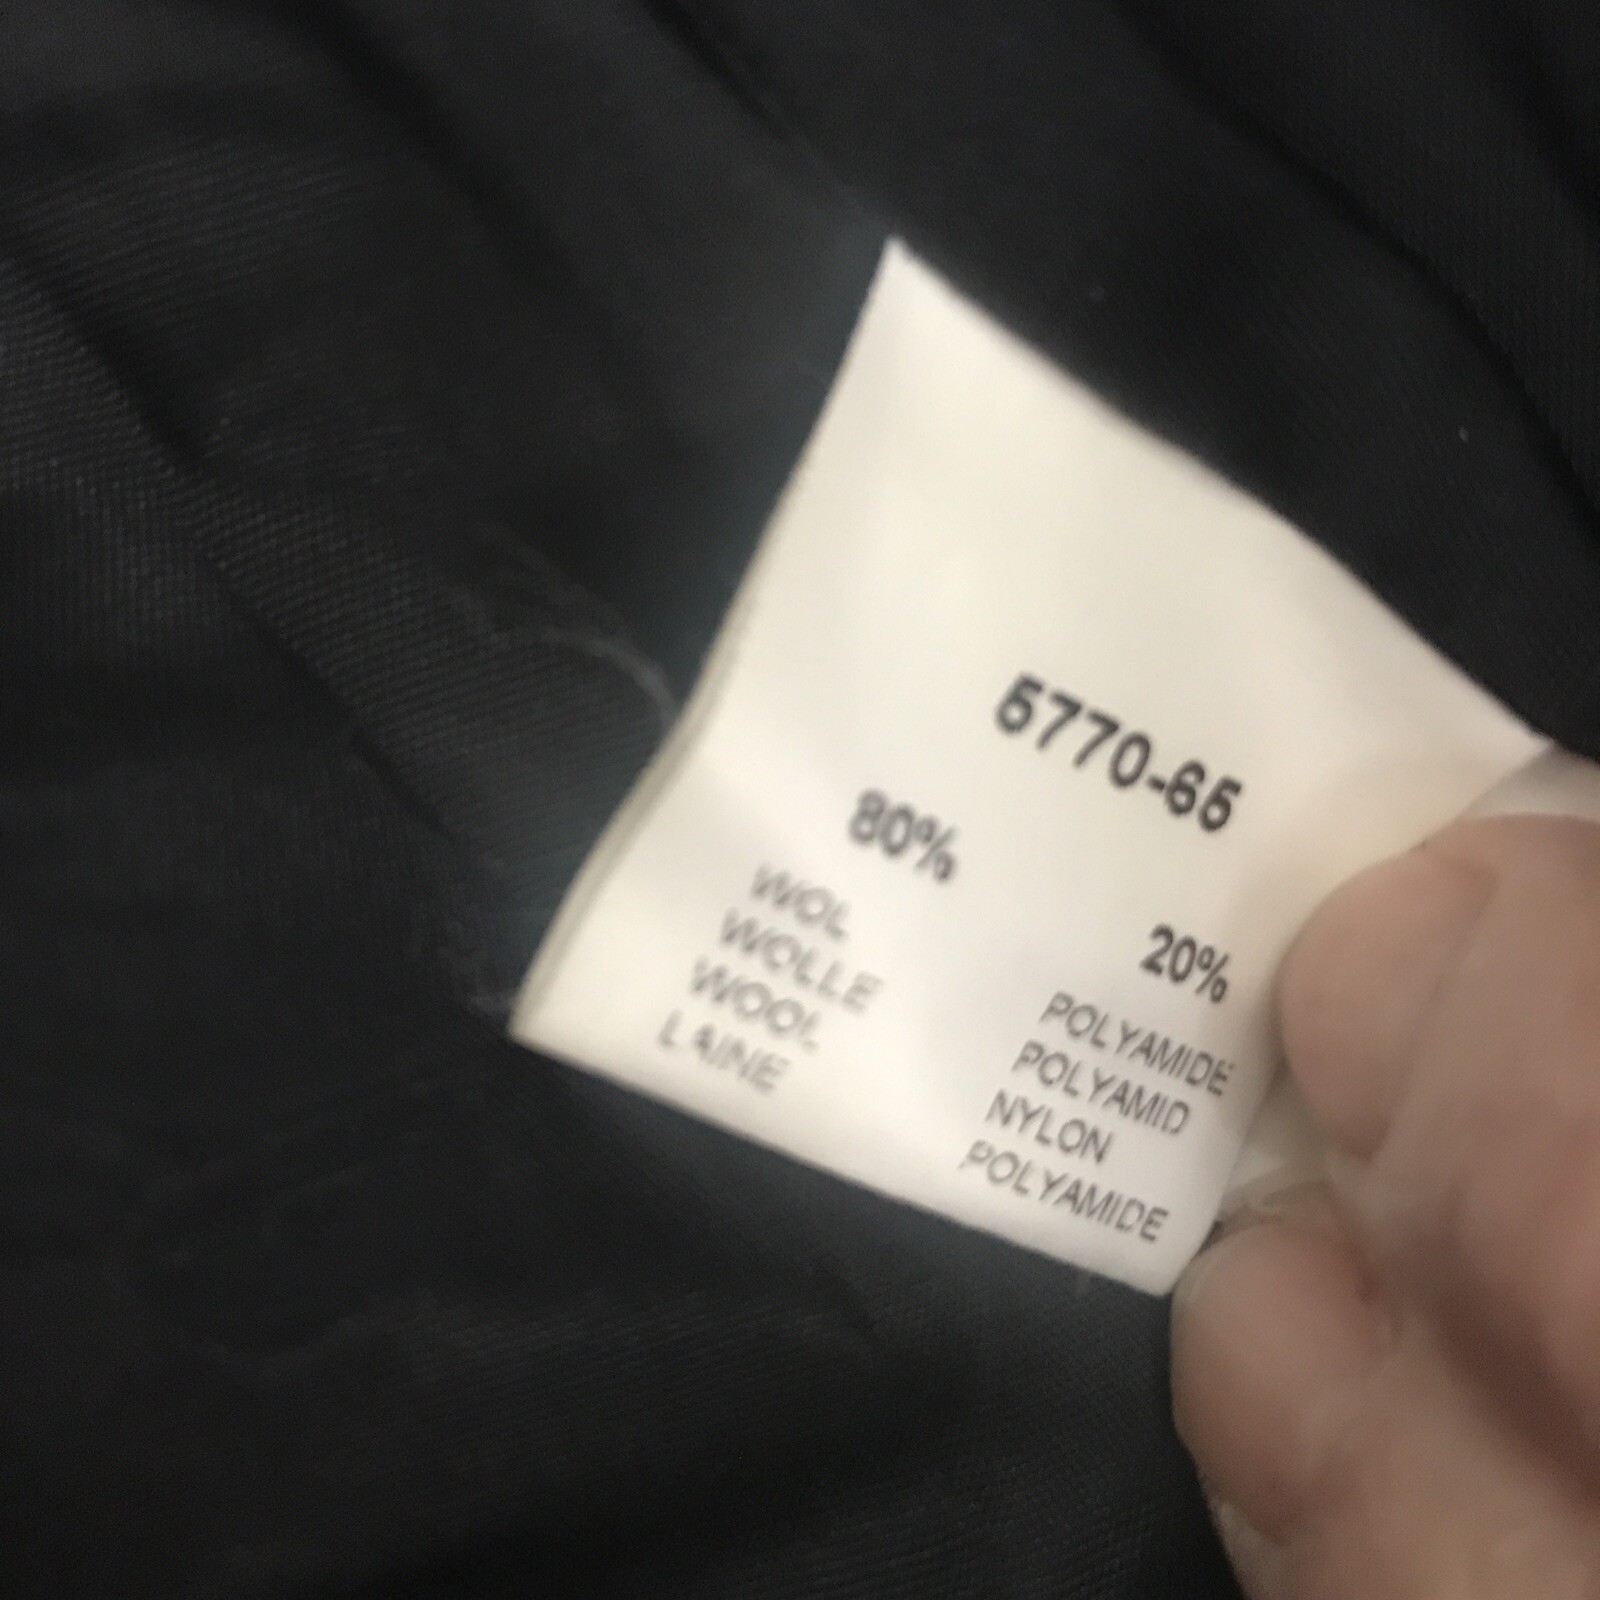 5770-65
80%
WOL
WOLLE
WOOL
LAINE
20%
POLYAMIDE
POLYAMID
NYLON
POLYAMIDE